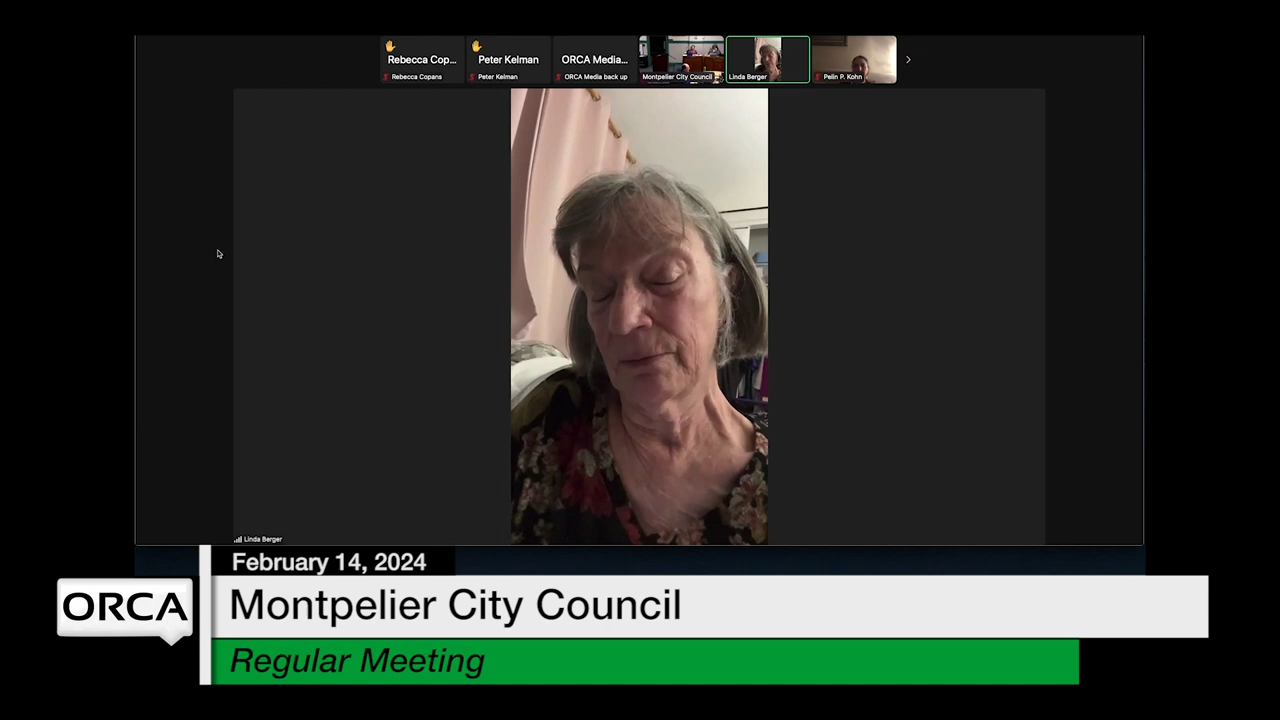 Rebecca Cop...
Peter Kelman
ORCA Media...
Rebecca Copans
Peter Kelman
ORCA Media back up
Montpelier City Council
Linda Berger
Pelin P. Kohn
Linda Berger
February 14, 2024
ORCA
Montpelier City Council
Regular Meeting